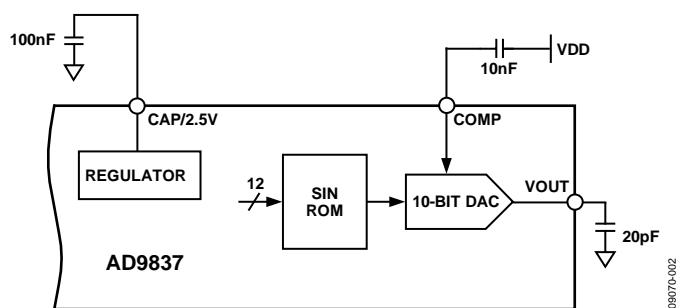 100nF
10nF
VDD
CAP/2.5V
COMP
REGULATOR
12
SIN
ROM
10-BIT DAC
VOUT
20pF
AD9837
09070-002